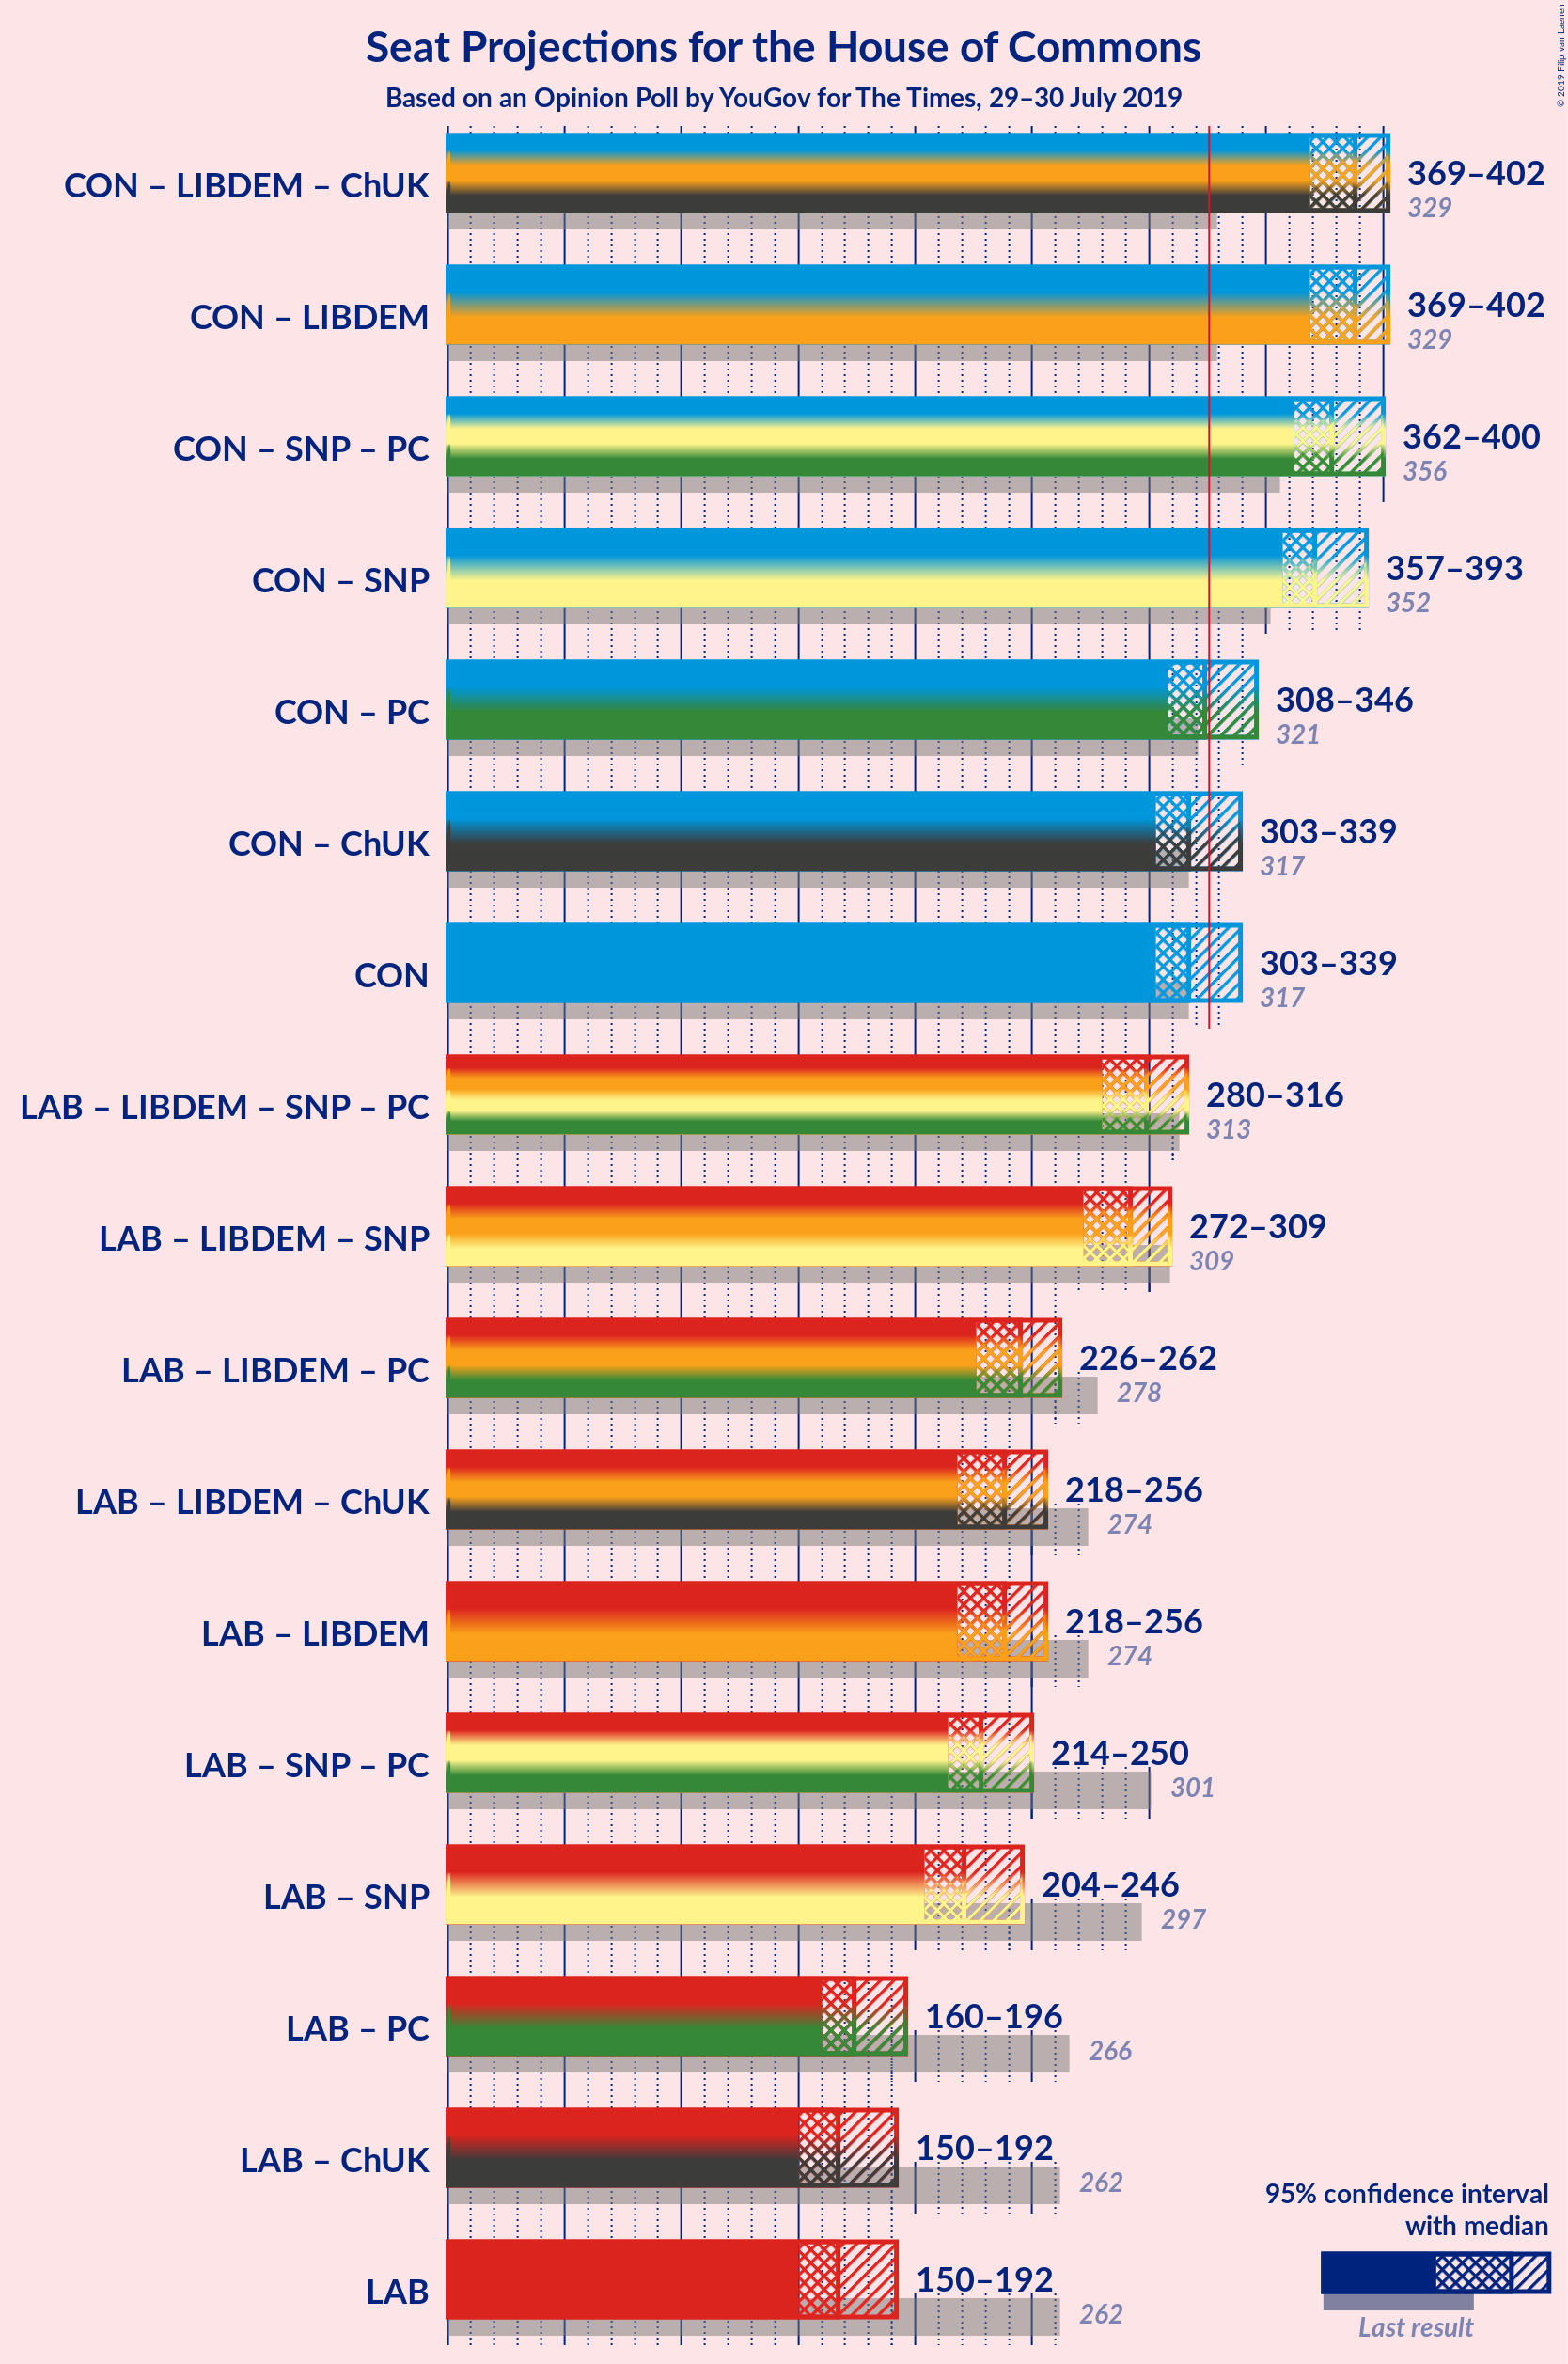 Seat Projections for the House of Commons
Based on an Opinion Poll by YouGov for The Times, 29–30 July 2019
© 2019 Filip van Laenen
CON – LIBDEM – ChUK
369–402
329
CON – LIBDEM
369–402
329
CON – SNP – PC
362–400
356
CON – SNP
357–393
352
CON – PC
308–346
321
CON – ChUK
303–339
317
CON
303–339
317
LAB – LIBDEM – SNP – PC
280–316
313
LAB – LIBDEM – SNP
272–309
309
LAB – LIBDEM – PC
226–262
278
LAB – LIBDEM – ChUK
218–256
274
LAB – LIBDEM
218–256
274
LAB – SNP – PC
214–250
301
LAB – SNP
204–246
297
LAB – PC
160–196
266
LAB – ChUK
150–192
262
LAB
150–192
262
95% confidence interval
with median
Last result